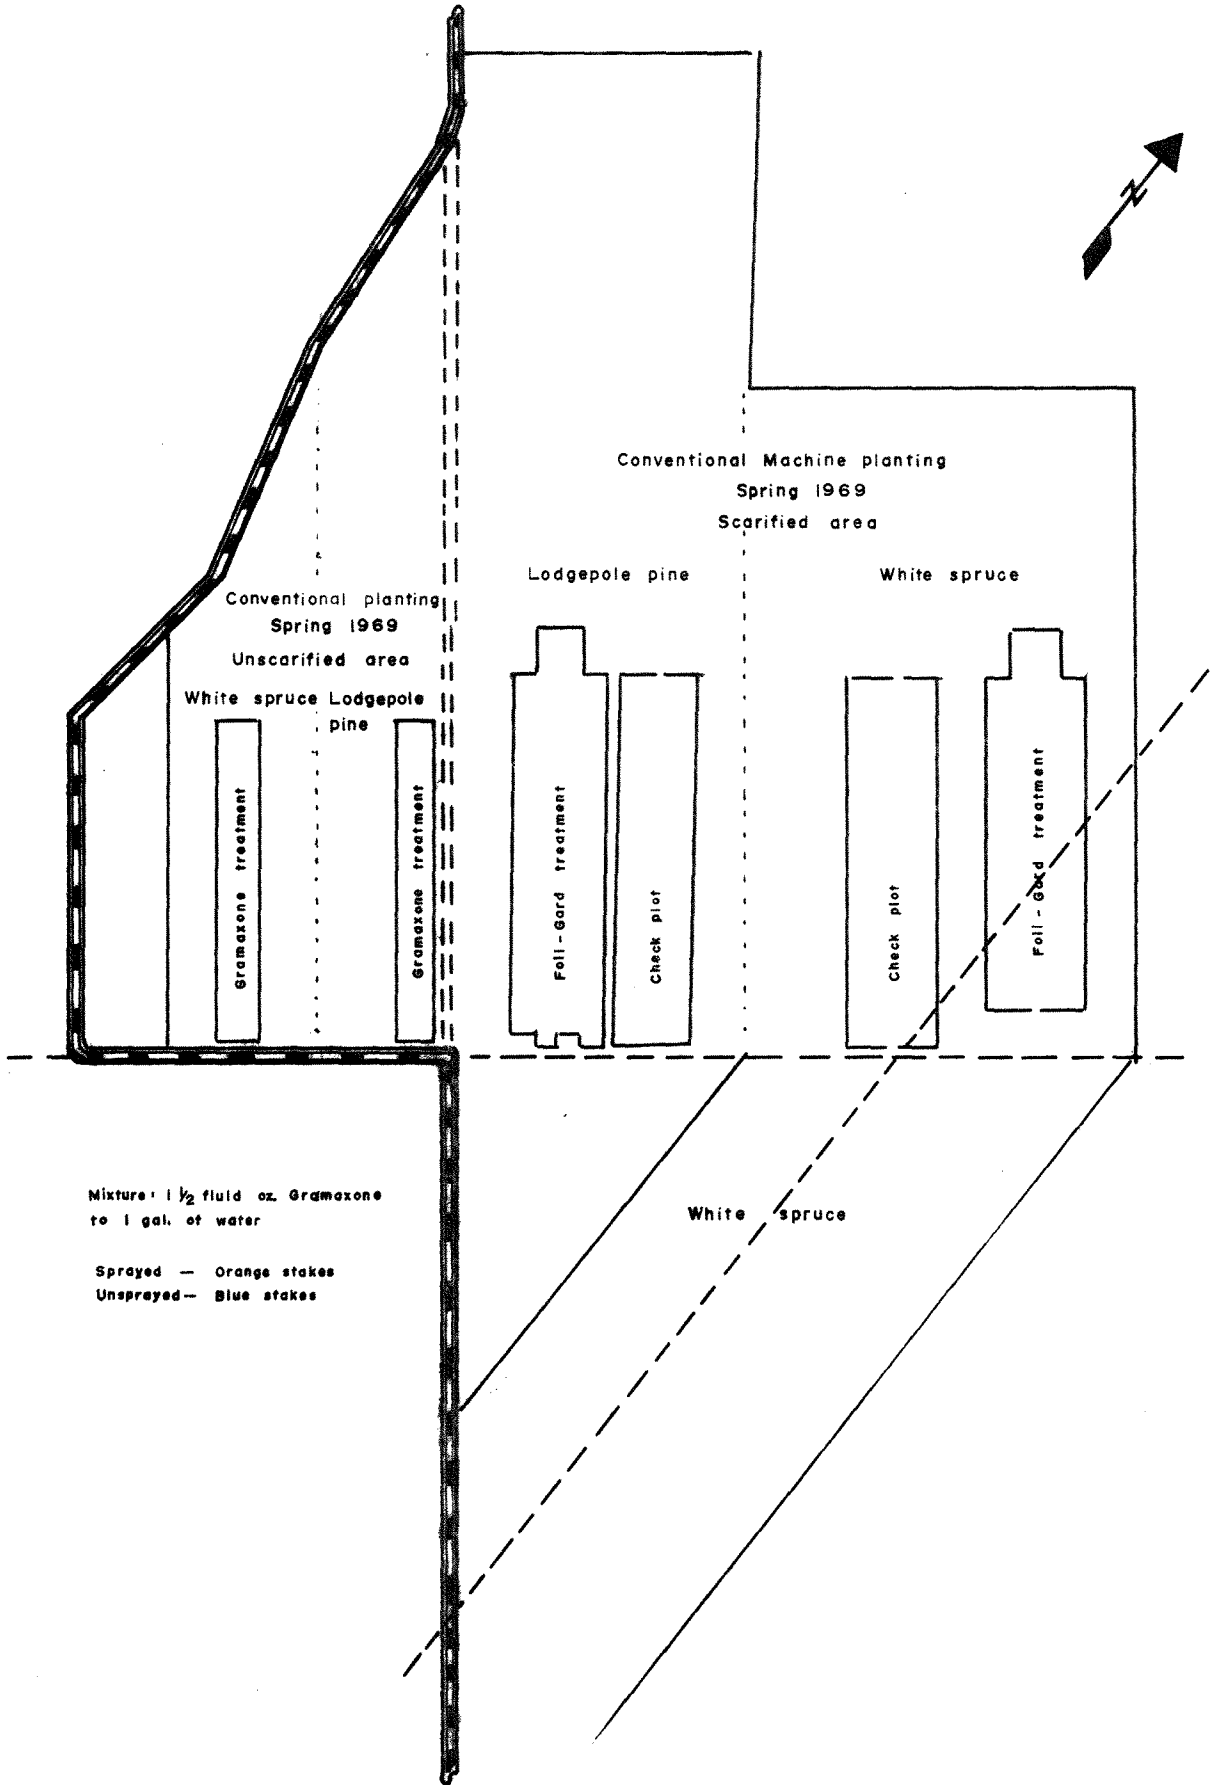 N
Conventional Machine planting
Spring 1969
Scarified area
Lodgepole pine
White spruce
Conventional planting
Spring 1969
Unscarified area
White spruce
Lodgepole
pine
Gramaxone treatment
Gramaxone treatment
Foli-Gard treatment
Check plot
Check plot
Foli-Gard treatment
Mixture: 1 1/2 fluid oz. Gramaxone
to 1 gal. of water
Sprayed — Orange stakes
Unsprayed— Blue stakes
White spruce